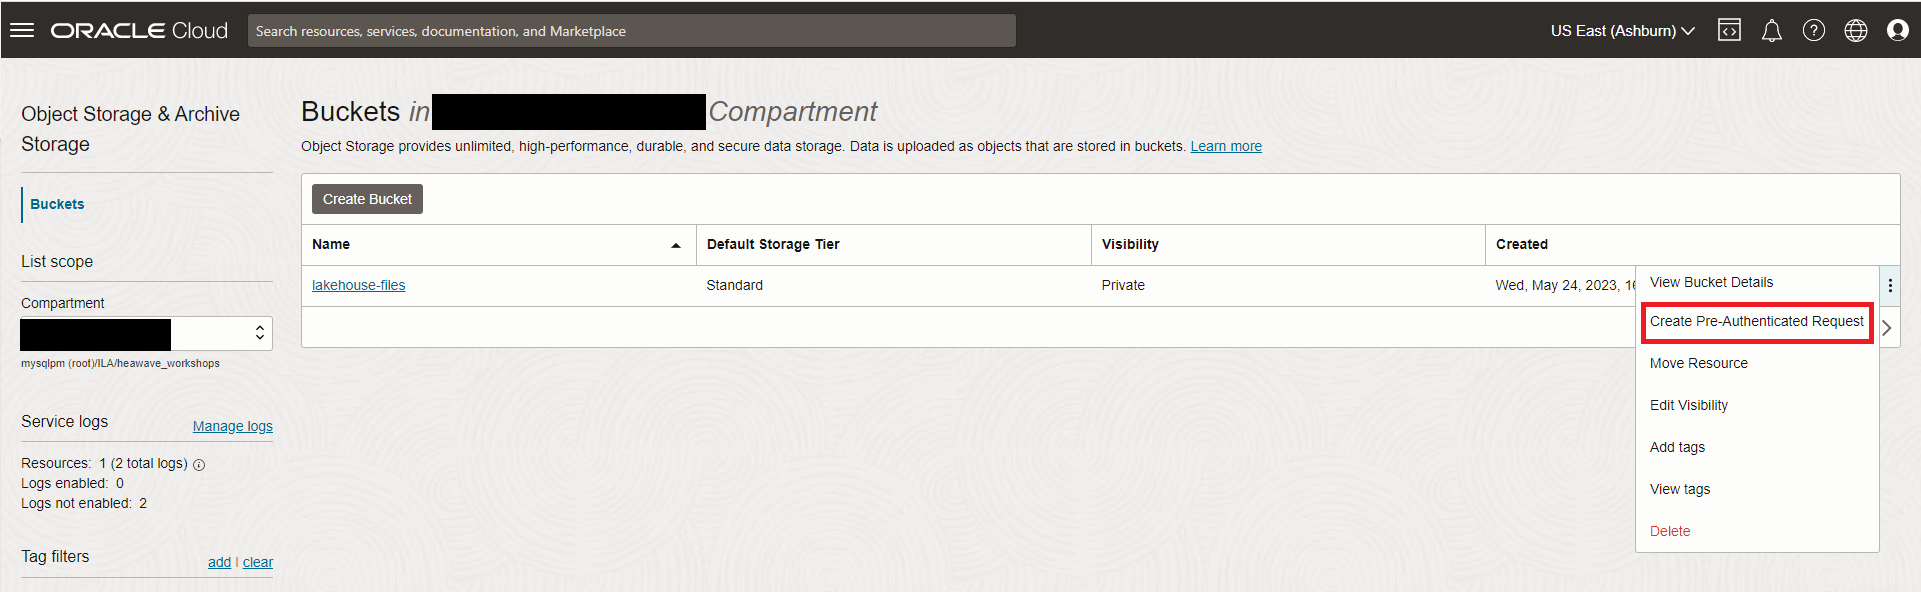 ORACLE Cloud
Search resources, services, documentation, and Marketplace
US East (Ashburn)
Object Storage & Archive
Storage
Buckets
List scope
Compartment
mysqlpm (root)/ILA/heawave_workshops
Service logs
Manage logs
Resources: 1 (2 total logs)
Logs enabled: 0
Logs not enabled: 2
Tag filters
add | clear
Buckets in Compartment
Object Storage provides unlimited, high-performance, durable, and secure data storage. Data is uploaded as objects that are stored in buckets. Learn more
Create Bucket
Name Default Storage Tier Visibility Created
lakehouse-files Standard Private Wed, May 24, 2023,
View Bucket Details
Create Pre-Authenticated Request
Move Resource
Edit Visibility
Add tags
View tags
Delete